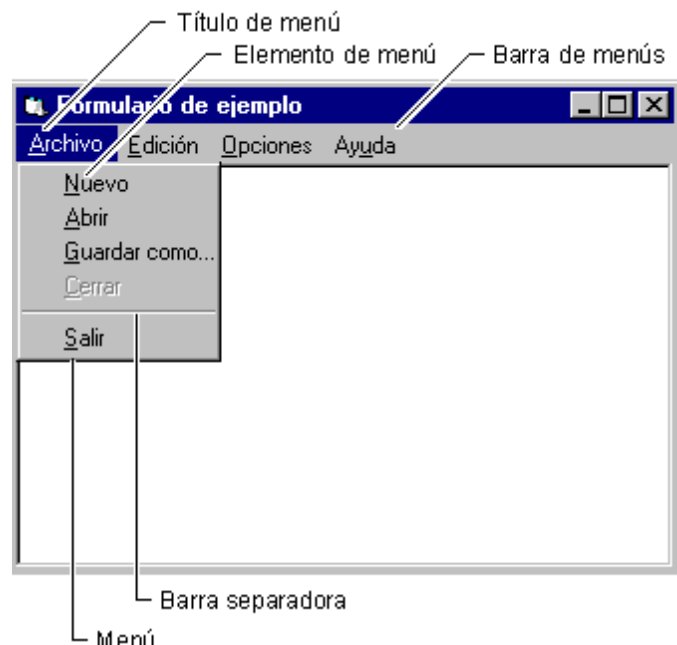 Título de menú
Elemento de menú
Barra de menús
Formulario de ejemplo
Archivo Edición Opciones Ayuda
Nuevo
Abrir
Guardar como...
Cerrar
Salir
Barra separadora
Menú